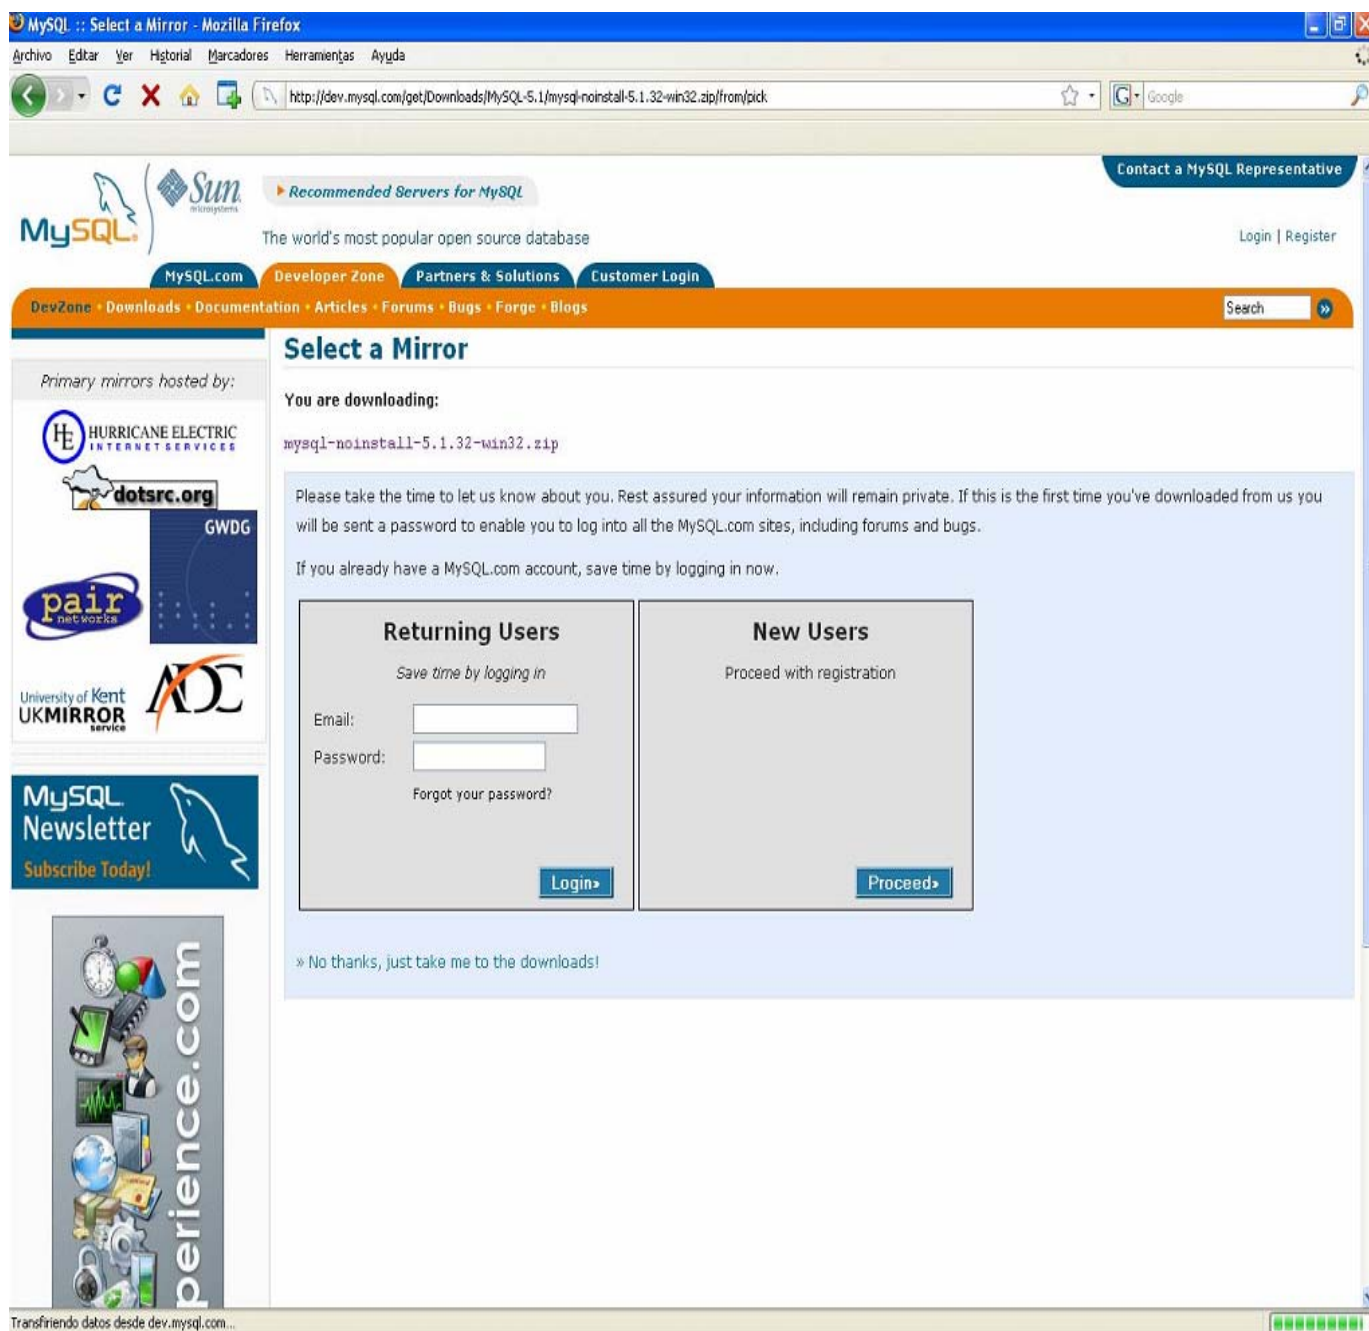 MySQL :: Select a Mirror - Mozilla Firefox
Archivo Editar Ver Historial Marcadores Herramientas Ayuda
http://dev.mysql.com/get/Downloads/MySQL-5.1/mysql-noinstall-5.1.32-win32.zip/from/pick
G Google
Contact a MySQL Representative
MySQL
Sun microsystems
Recommended Servers for MySQL
The world's most popular open source database
Login | Register
MySQL.com Developer Zone Partners & Solutions Customer Login
DevZone • Downloads • Documentation • Articles • Forums • Bugs • Forge • Blogs
Search »
Primary mirrors hosted by:
HE HURRICANE ELECTRIC
INTERNET SERVICES
dotsrc.org
GWDG
pair
networks
University of Kent
UKMIRROR
service
ADC
MySQL
Newsletter
Subscribe Today!
perience.com
Select a Mirror
You are downloading:
mysql-noinstall-5.1.32-win32.zip
Please take the time to let us know about you. Rest assured your information will remain private. If this is the first time you've downloaded from us you
will be sent a password to enable you to log into all the MySQL.com sites, including forums and bugs.
If you already have a MySQL.com account, save time by logging in now.
Returning Users
Save time by logging in
Email:
Password:
Forgot your password?
Login»
New Users
Proceed with registration
Proceed»
» No thanks, just take me to the downloads!
Transfiriendo datos desde dev.mysql.com...